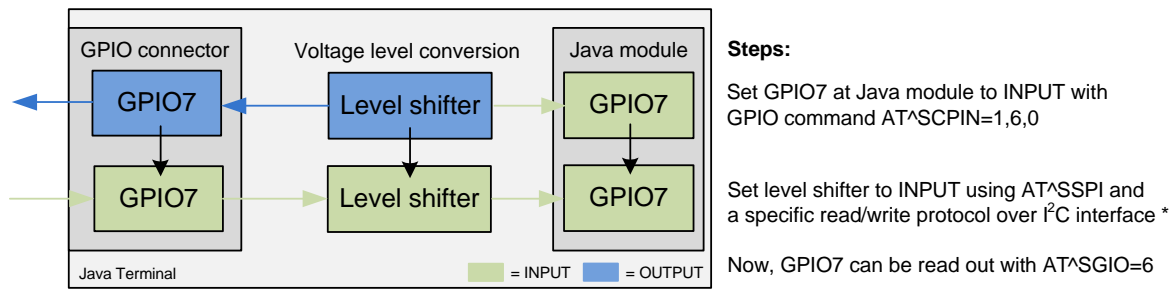 GPIO connector
Voltage level conversion
Java module
GPIO7
Level shifter
GPIO7
GPIO7
Level shifter
GPIO7
Java Terminal
= INPUT
= OUTPUT
Steps:
Set GPIO7 at Java module to INPUT with
GPIO command AT^SCPIN=1,6,0
Set level shifter to INPUT using AT^SSPI and
a specific read/write protocol over I²C interface *
Now, GPIO7 can be read out with AT^SGIO=6